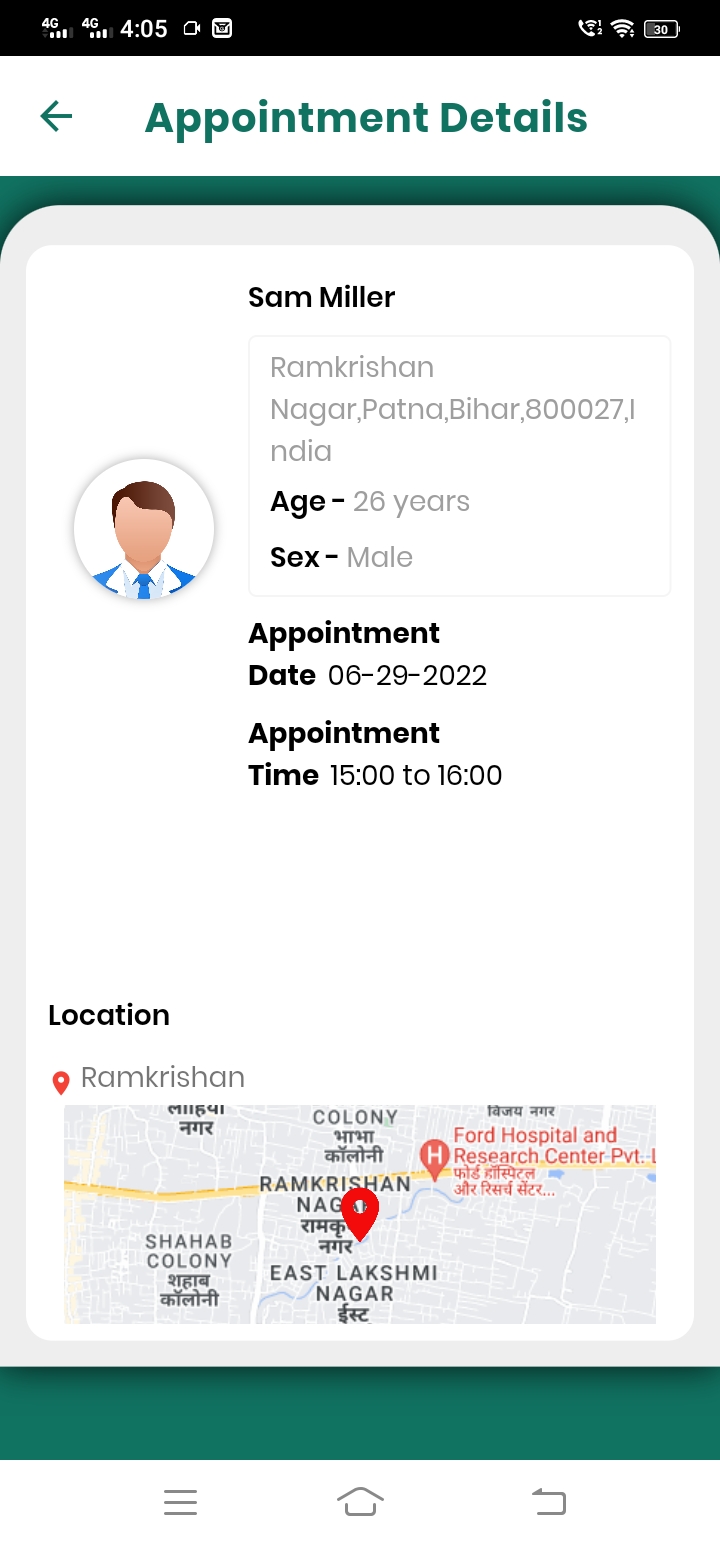 4G 4G 4:05 30
Appointment Details
Sam Miller
Ramkrishan
Nagar,Patna,Bihar,800027,I
ndia
Age - 26 years
Sex - Male
Appointment
Date 06-29-2022
Appointment
Time 15:00 to 16:00
Location
Ramkrishan
नगर
COLONY
भाभा
कॉलोनी
विजय नगर
H
Ford Hospital and
Research Center Pvt. L
फोर्ड हॉस्पिटल
और रिसर्च सेंटर...
RAMKRISHAN
NAG
रामकृ
नगर
SHAHAB
COLONY
शहाब
कॉलोनी
EAST LAKSHMI
NAGAR
ईस्ट